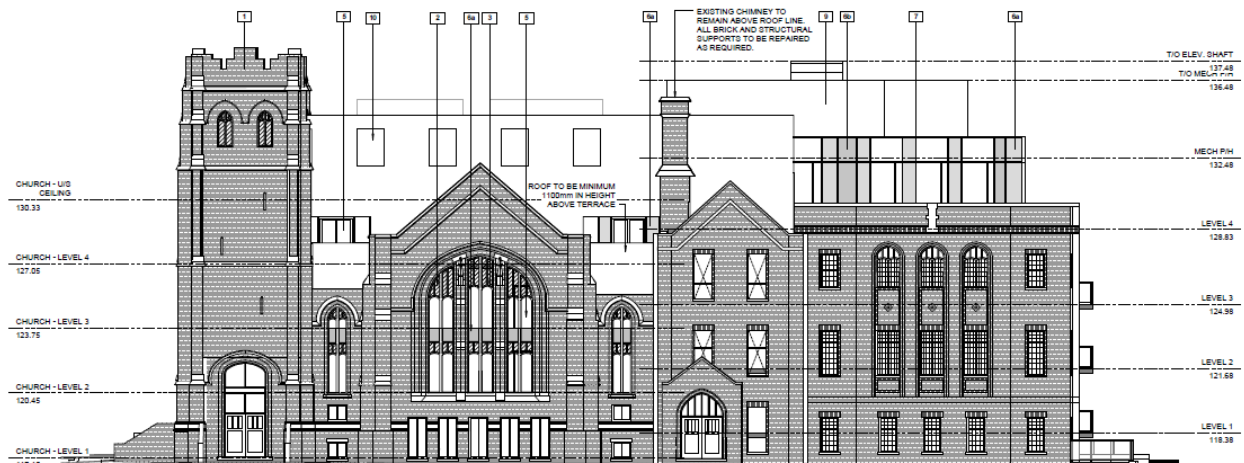 1
5
10
2
6a
3
5
6a
EXISTING CHIMNEY TO
REMAIN ABOVE ROOF LINE.
ALL BRICK AND STRUCTURAL
SUPPORTS TO BE REPAIRED
AS REQUIRED.
9
6b
7
6a
T/O ELEV. SHAFT
137.48
T/O MECH P/H
136.48
MECH P/H
132.48
CHURCH - U/S
CEILING
130.33
ROOF TO BE MINIMUM
1100mm IN HEIGHT
ABOVE TERRACE
LEVEL 4
128.83
CHURCH - LEVEL 4
127.05
LEVEL 3
124.98
CHURCH - LEVEL 3
123.75
LEVEL 2
121.68
CHURCH - LEVEL 2
120.45
LEVEL 1
118.38
CHURCH - LEVEL 1